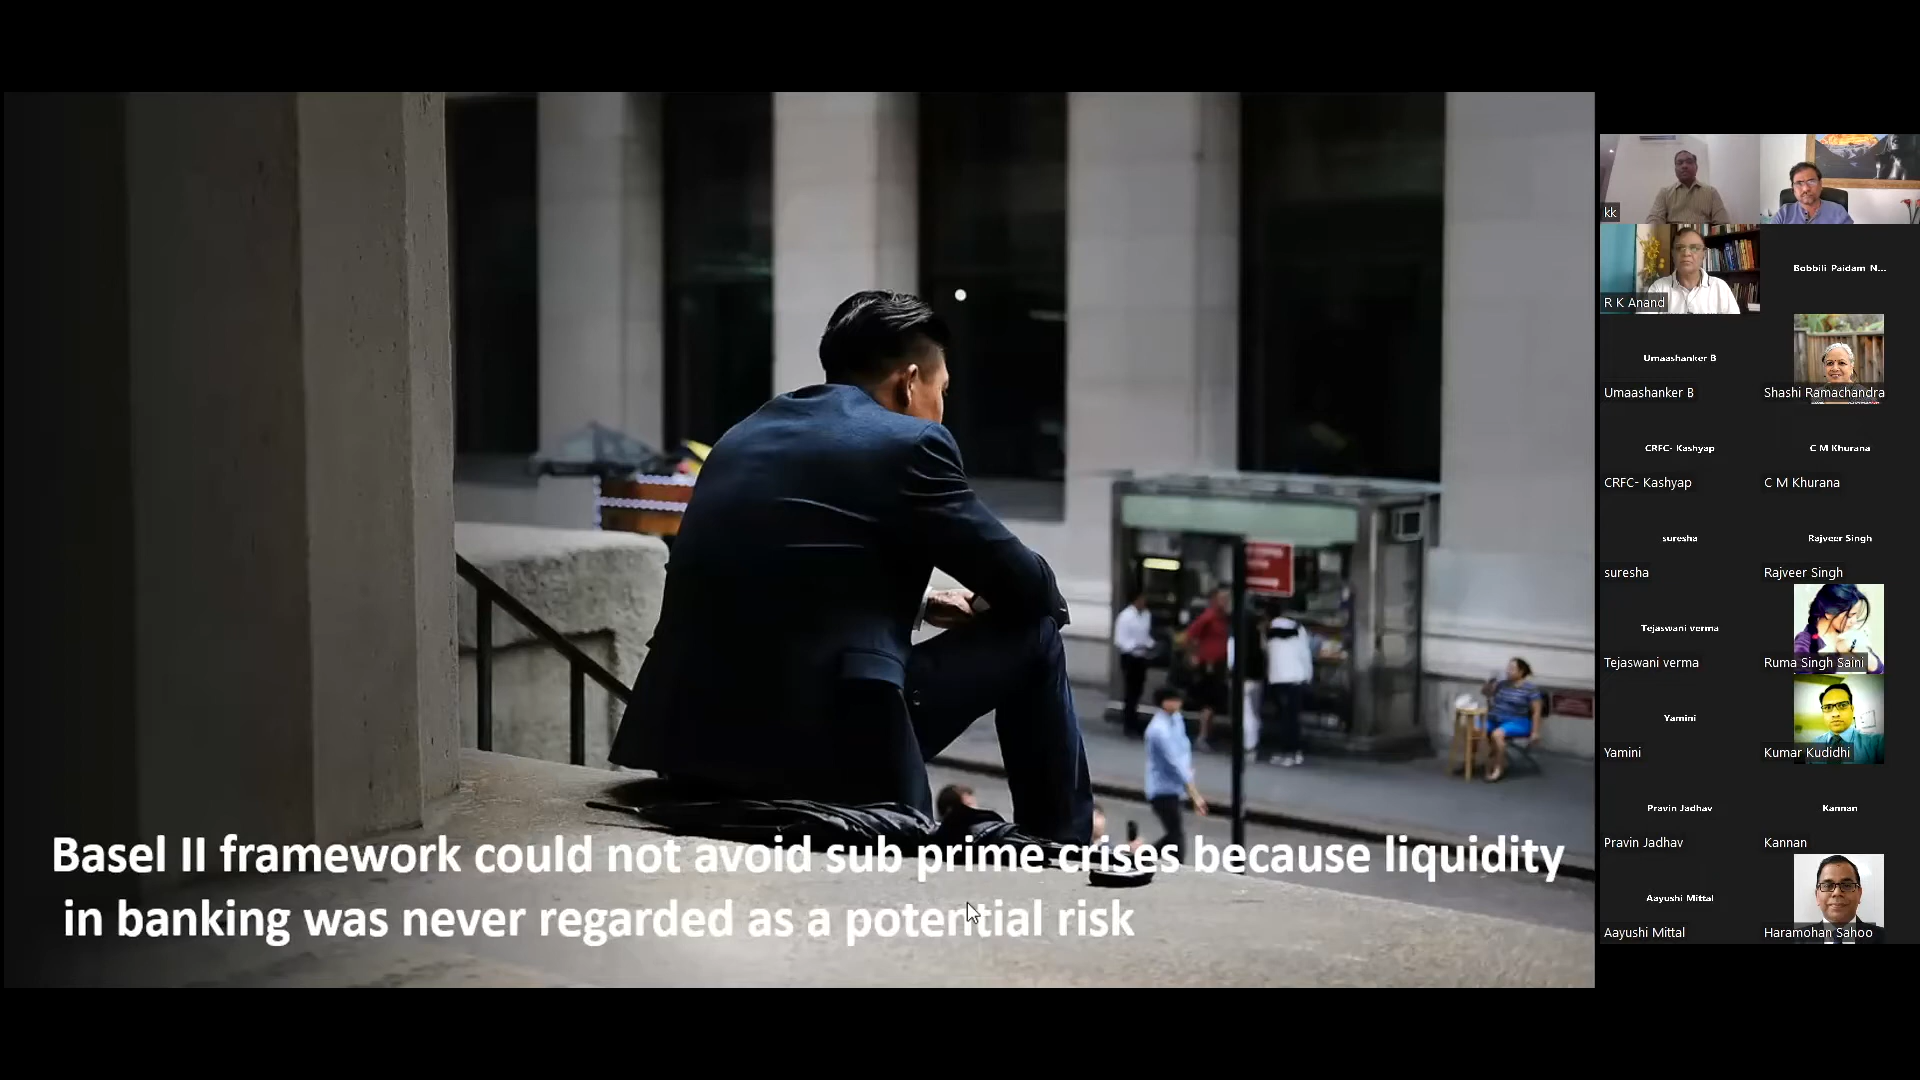 Basel II framework could not avoid sub prime crises because liquidity
in banking was never regarded as a potential risk
kk
R K Anand
Bobbili Paidam N...
Umaashanker B
Umaashanker B
Shashi Ramachandra
CRFC- Kashyap
CRFC- Kashyap
C M Khurana
C M Khurana
suresha
suresha
Rajveer Singh
Rajveer Singh
Tejaswani verma
Tejaswani verma
Ruma Singh Saini
Yamini
Yamini
Kumar Kudidhi
Pravin Jadhav
Pravin Jadhav
Kannan
Kannan
Aayushi Mittal
Aayushi Mittal
Haramohan Sahoo